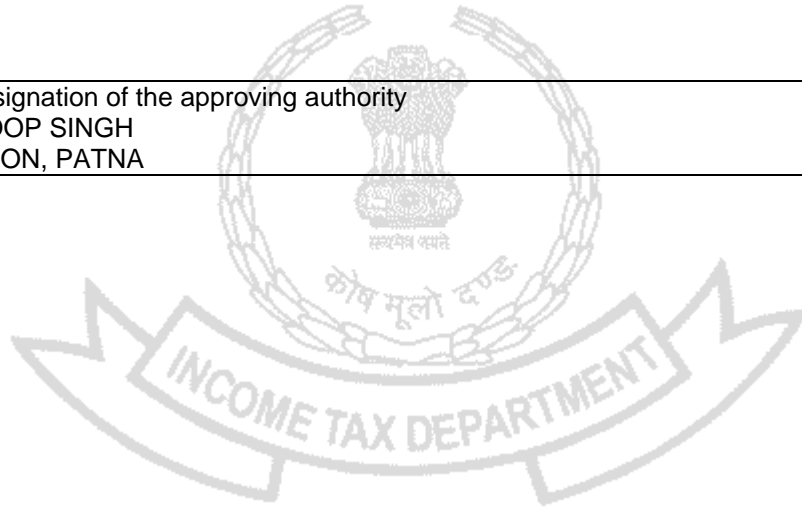 signation of the approving authority
OOP SINGH
ON, PATNA
सत्यमेव जयते
कोष मूलो दण्ड:
INCOME TAX DEPARTMENT